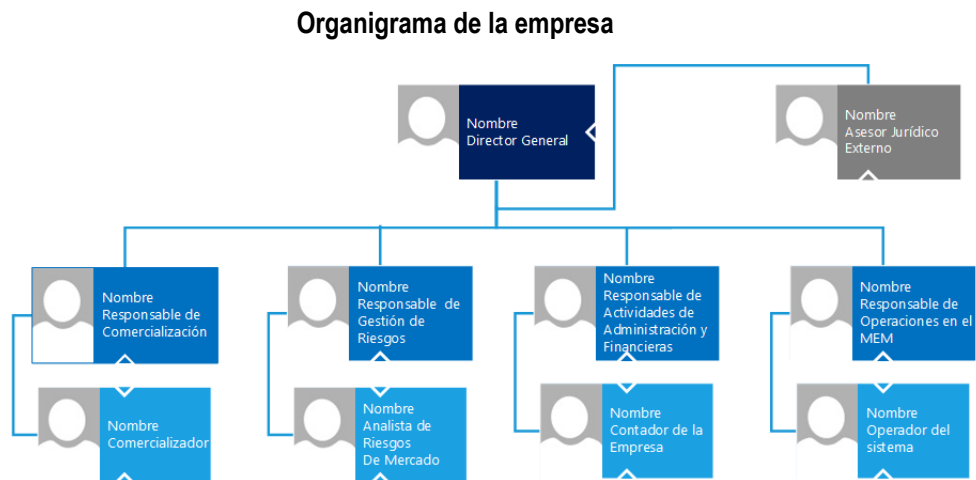 Organigrama de la empresa
Nombre
Director General
Nombre
Asesor Jurídico
Externo
Nombre
Responsable de
Comercialización
Nombre
Responsable de
Gestión de
Riesgos
Nombre
Responsable de
Actividades de
Administración y
Financieras
Nombre
Responsable de
Operaciones en el
MEM
Nombre
Comercializador
Nombre
Analista de
Riesgos
De Mercado
Nombre
Contador de la
Empresa
Nombre
Operador del
sistema